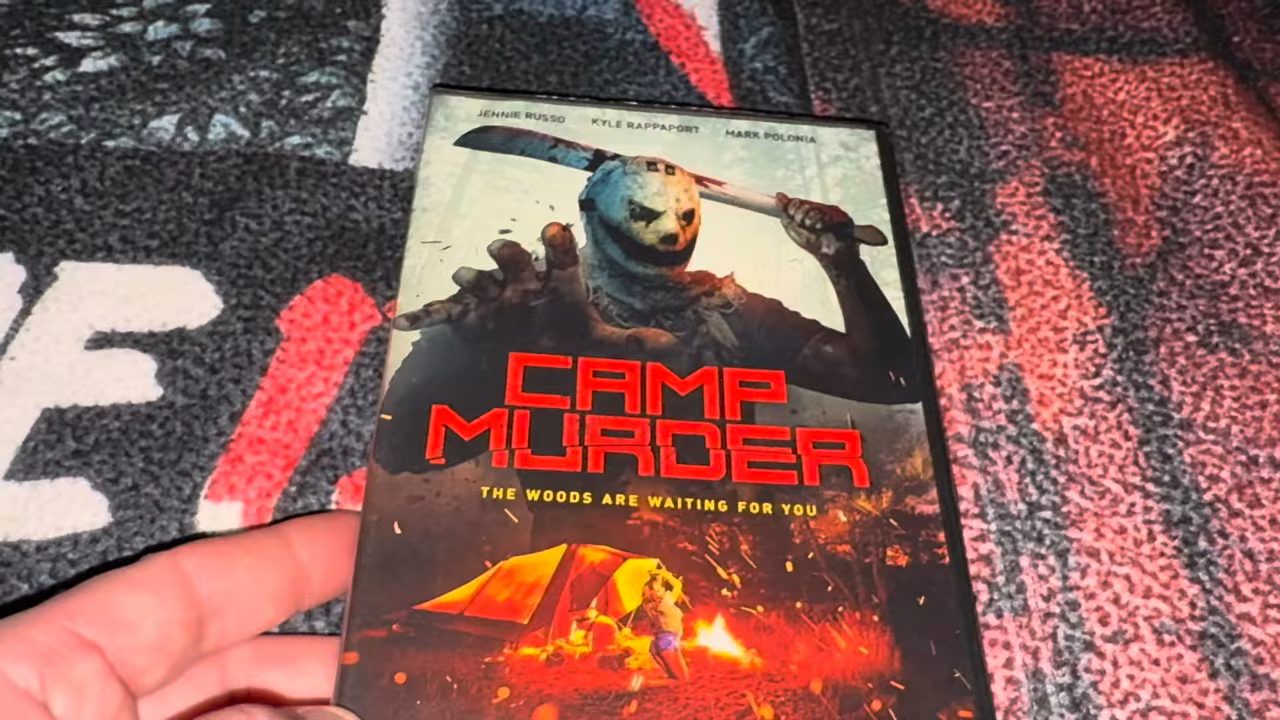 JENNIE RUSSO KYLE RAPPAPORT MARK POLONIA
CAMP
MURDER
THE WOODS ARE WAITING FOR YOU